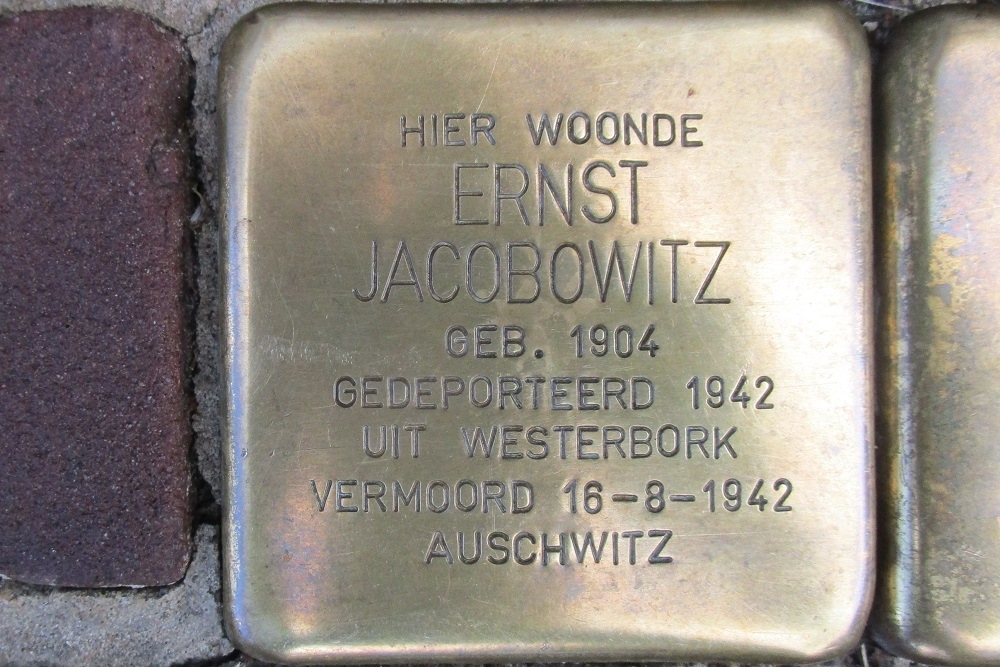 HIER WOONDE
ERNST
JACOBOWITZ
GEB. 1904
GEDEPORTEERD 1942
UIT WESTERBORK
VERMOORD 16-8-1942
AUSCHWITZ